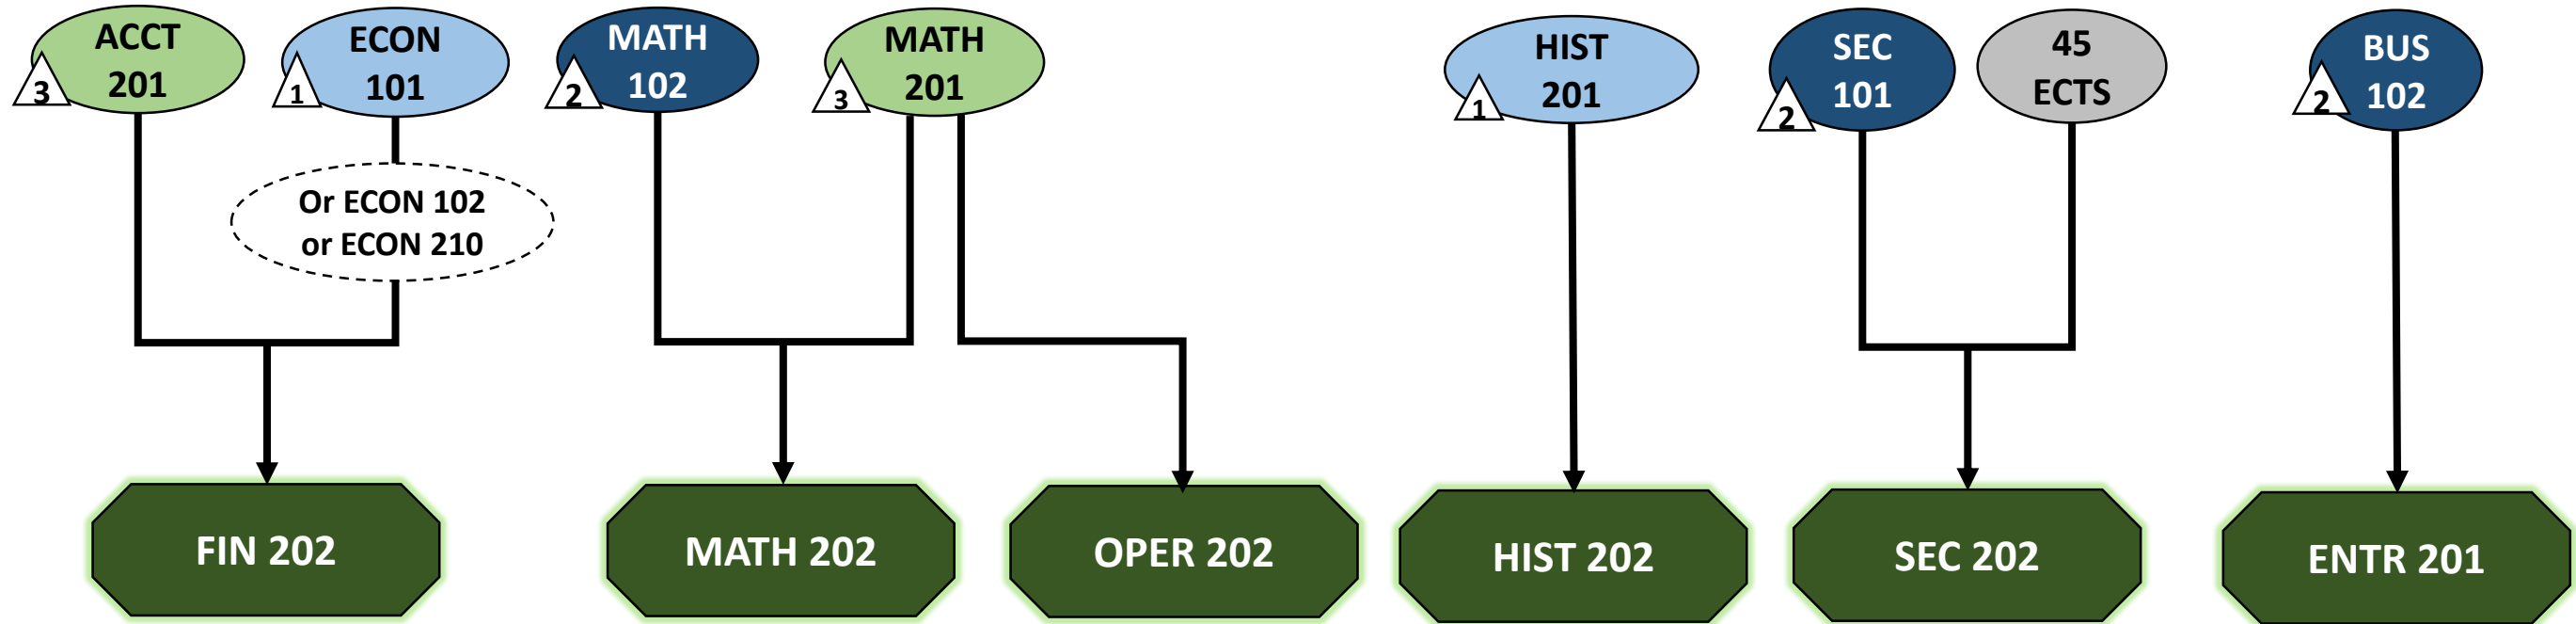 ACCT
201
3
ECON
101
1
Or ECON 102
or ECON 210
MATH
102
2
MATH
201
3
HIST
201
1
SEC
101
2
45
ECTS
BUS
102
2
FIN 202
MATH 202
OPER 202
HIST 202
SEC 202
ENTR 201